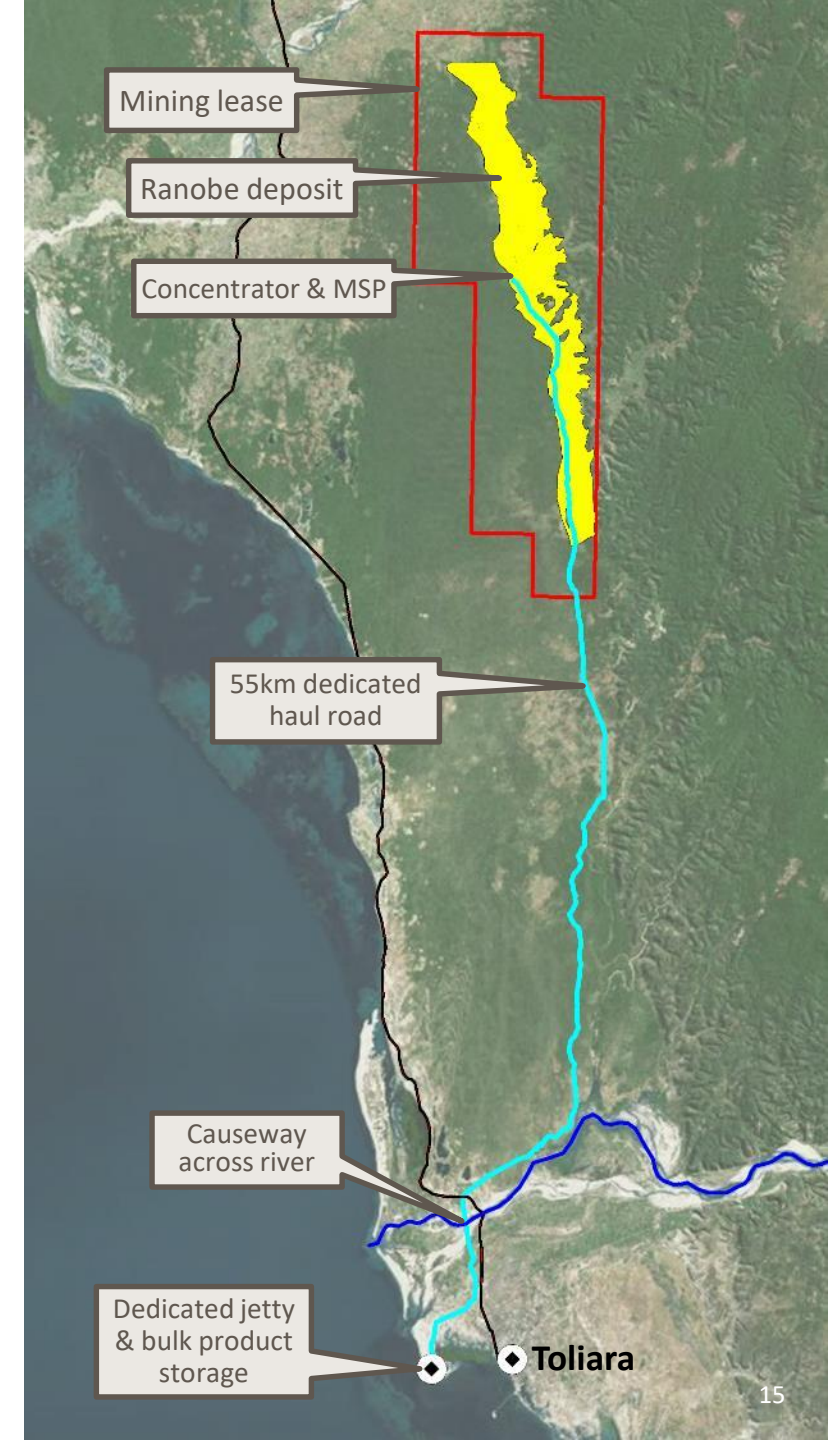 Mining lease
Ranobe deposit
Concentrator & MSP
55km dedicated
haul road
Causeway
across river
Dedicated jetty
& bulk product
storage
Toliara
15